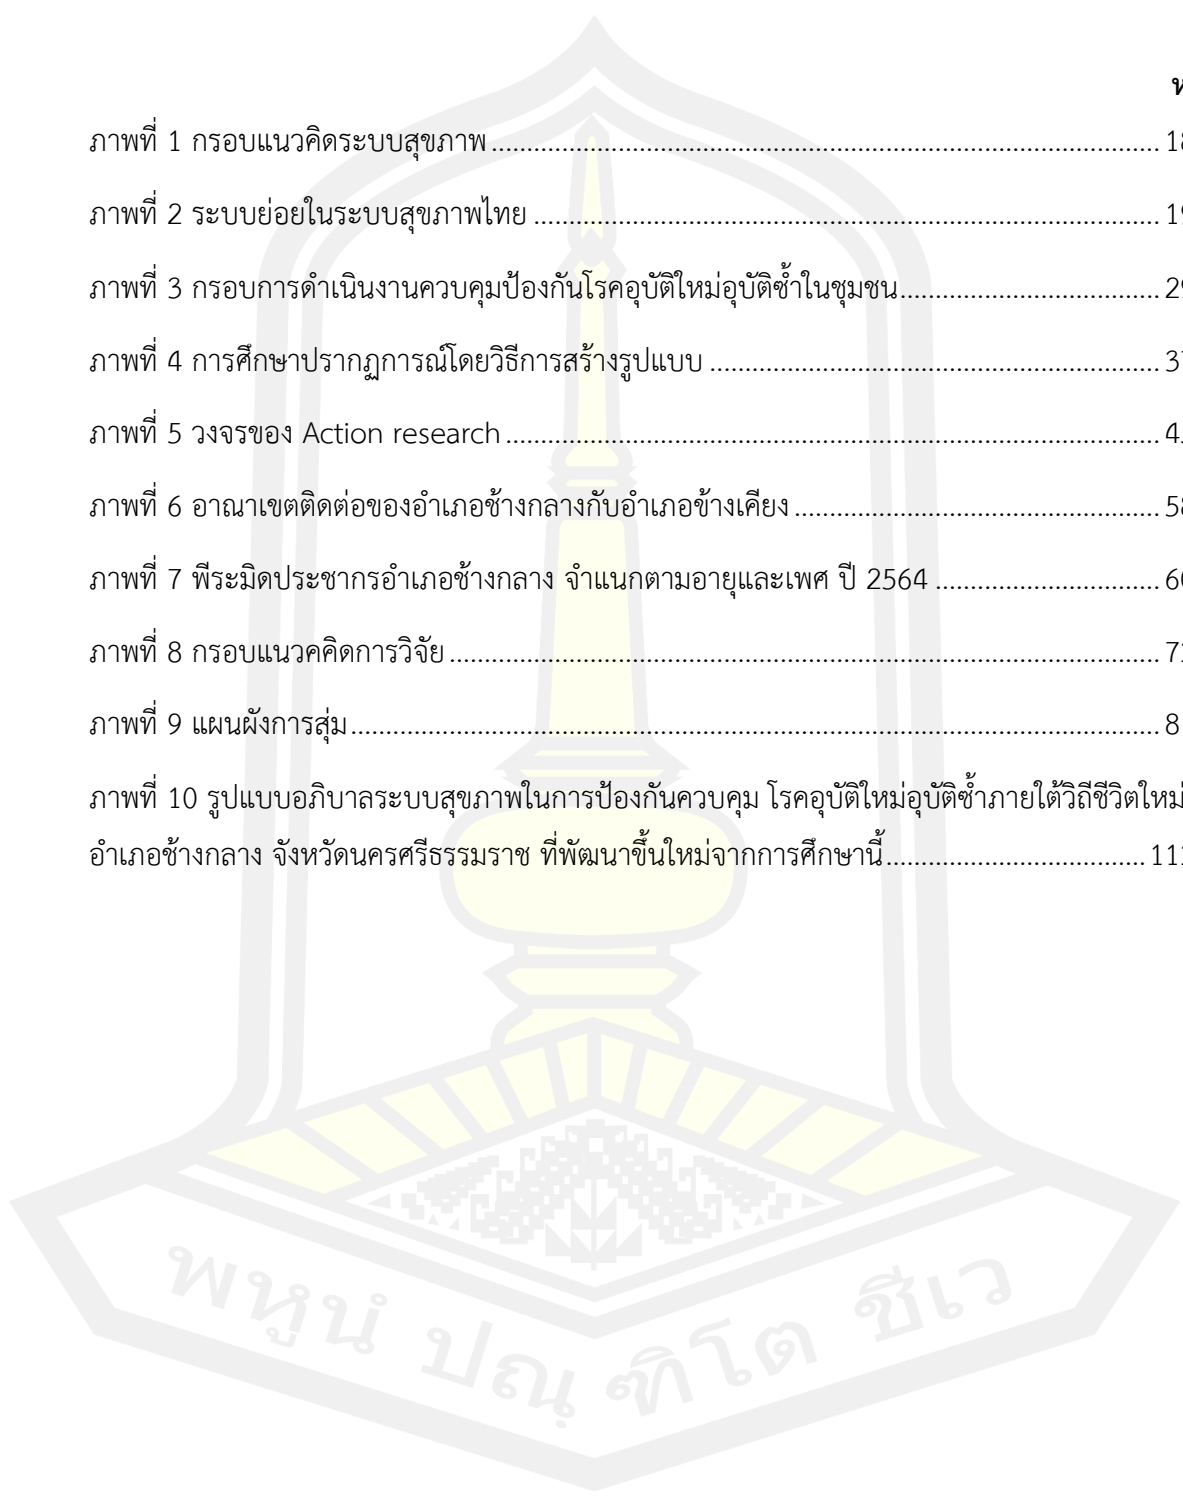 ภาพที่ 1 กรอบแนวคิดระบบสุขภาพ ........ 18
ภาพที่ 2 ระบบย่อยในระบบสุขภาพไทย ........ 19
ภาพที่ 3 กรอบการดำเนินงานควบคุมป้องกันโรคอุบัติใหม่อุบัติซ้ำในชุมชน ........ 29
ภาพที่ 4 การศึกษาปรากฏการณ์โดยวิธีการสร้างรูปแบบ ........ 37
ภาพที่ 5 วงจรของ Action research ........ 4
ภาพที่ 6 อาณาเขตติดต่อของอำเภอช้างกลางกับอำเภอข้างเคียง ........ 58
ภาพที่ 7 พีระมิดประชากรอำเภอช้างกลาง จำแนกตามอายุและเพศ ปี 2564 ........ 60
ภาพที่ 8 กรอบแนวคคิดการวิจัย ........ 7
ภาพที่ 9 แผนผังการสุ่ม ........ 8
ภาพที่ 10 รูปแบบอภิบาลระบบสุขภาพในการป้องกันควบคุม โรคอุบัติใหม่อุบัติซ้ำภายใต้วิถีชีวิตใหม่
อำเภอช้างกลาง จังหวัดนครศรีธรรมราช ที่พัฒนาขึ้นใหม่จากการศึกษานี้ ........ 11
พหูนํ ปณฺฑิโต ชีเว